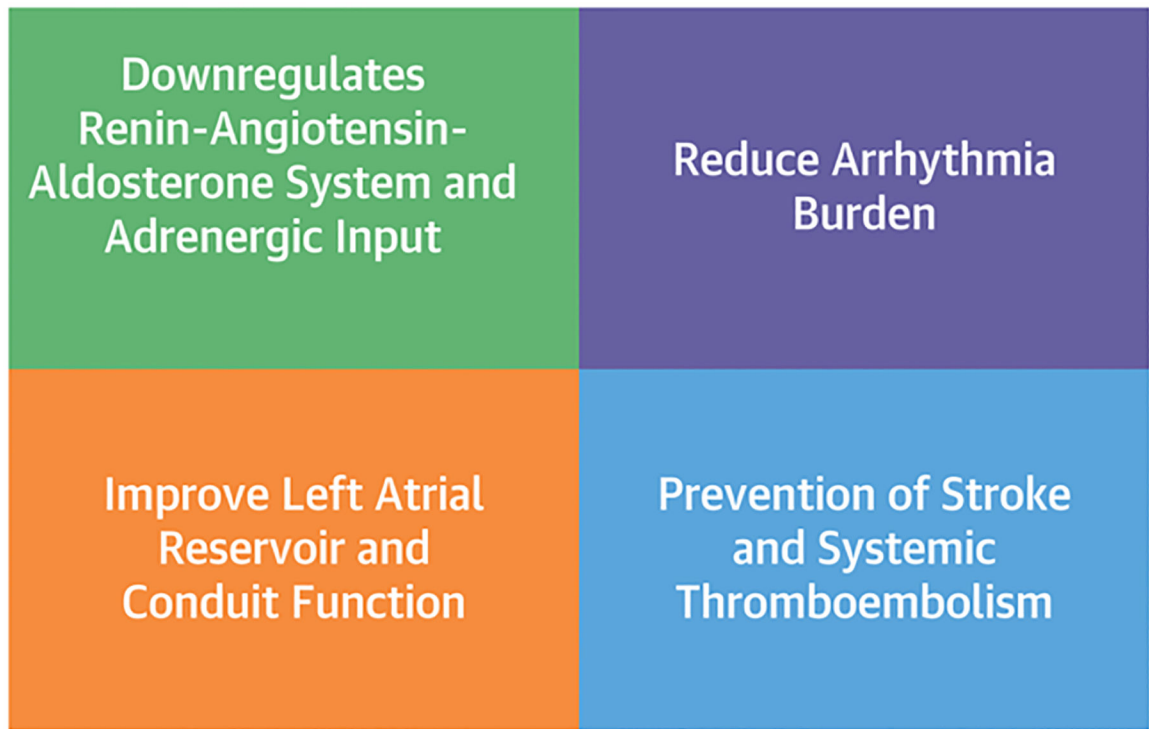 Downregulates
Renin-Angiotensin-
Aldosterone System and
Adrenergic Input
Reduce Arrhythmia
Burden
Improve Left Atrial
Reservoir and
Conduit Function
Prevention of Stroke
and Systemic
Thromboembolism